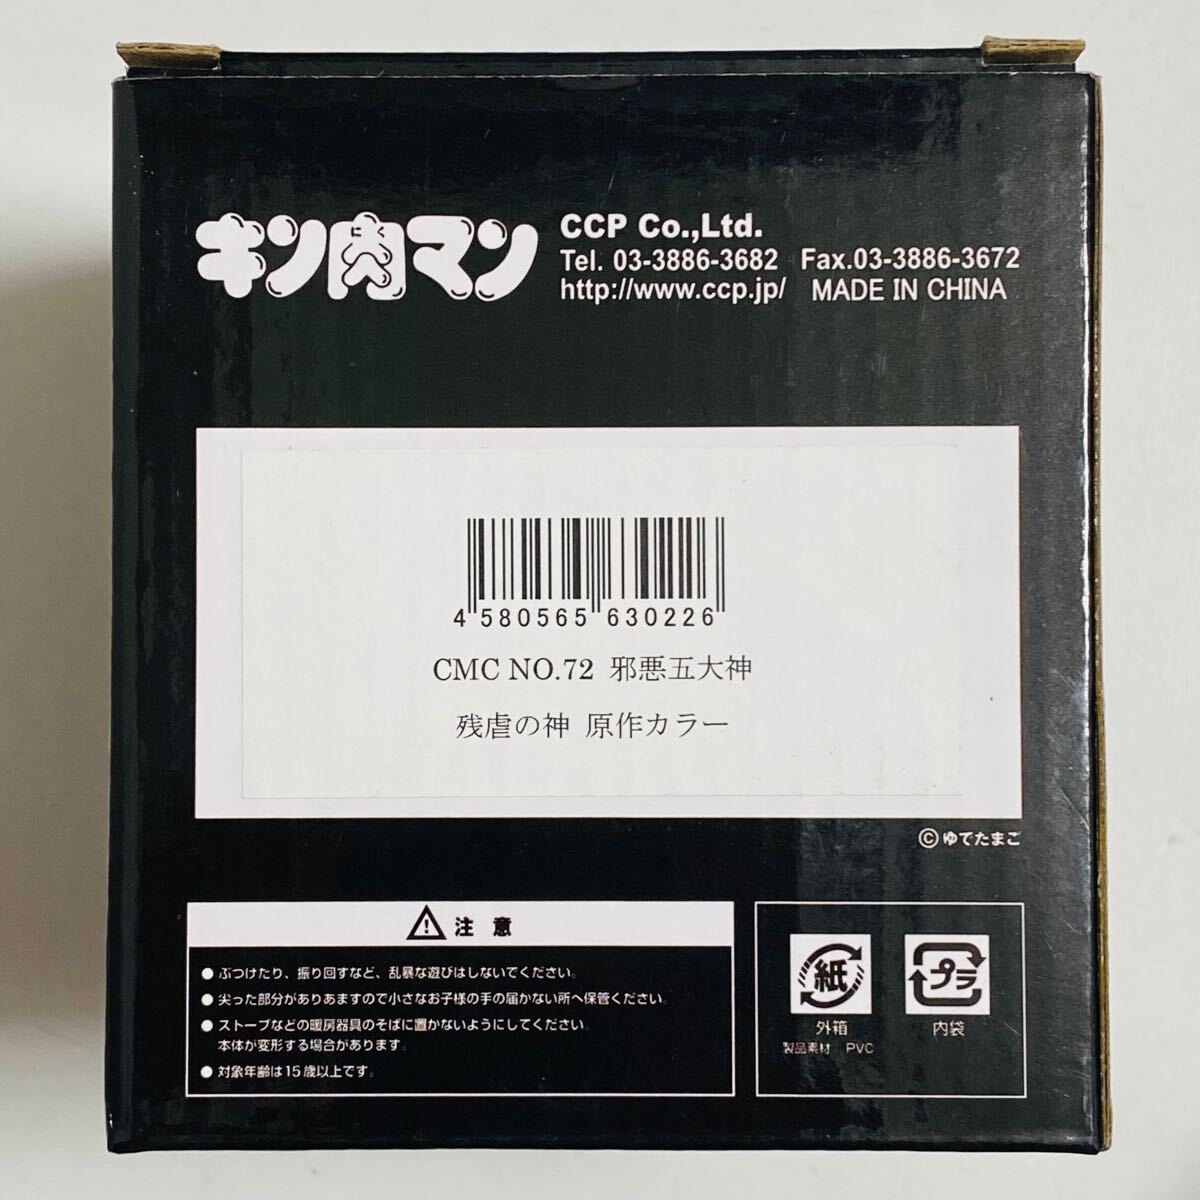 キン肉マン
にく
CCP Co.,Ltd.
Tel. 03-3886-3682 Fax.03-3886-3672
http://www.ccp.jp/ MADE IN CHINA
4 580565 630226
CMC NO.72 邪悪五大神
残虐の神 原作カラー
©ゆでたまご
⚠ 注意
● ぶつけたり、振り回すなど、乱暴な遊びはしないでください。
● 尖った部分がありあますので小さなお子様の手の届かない所へ保管ください。
● ストーブなどの暖房器具のそばに置かないようにしてください。
本体が変形する場合があります。
● 対象年齢は15歳以上です。
紙 プラ
外箱 内袋
製品素材 PVC